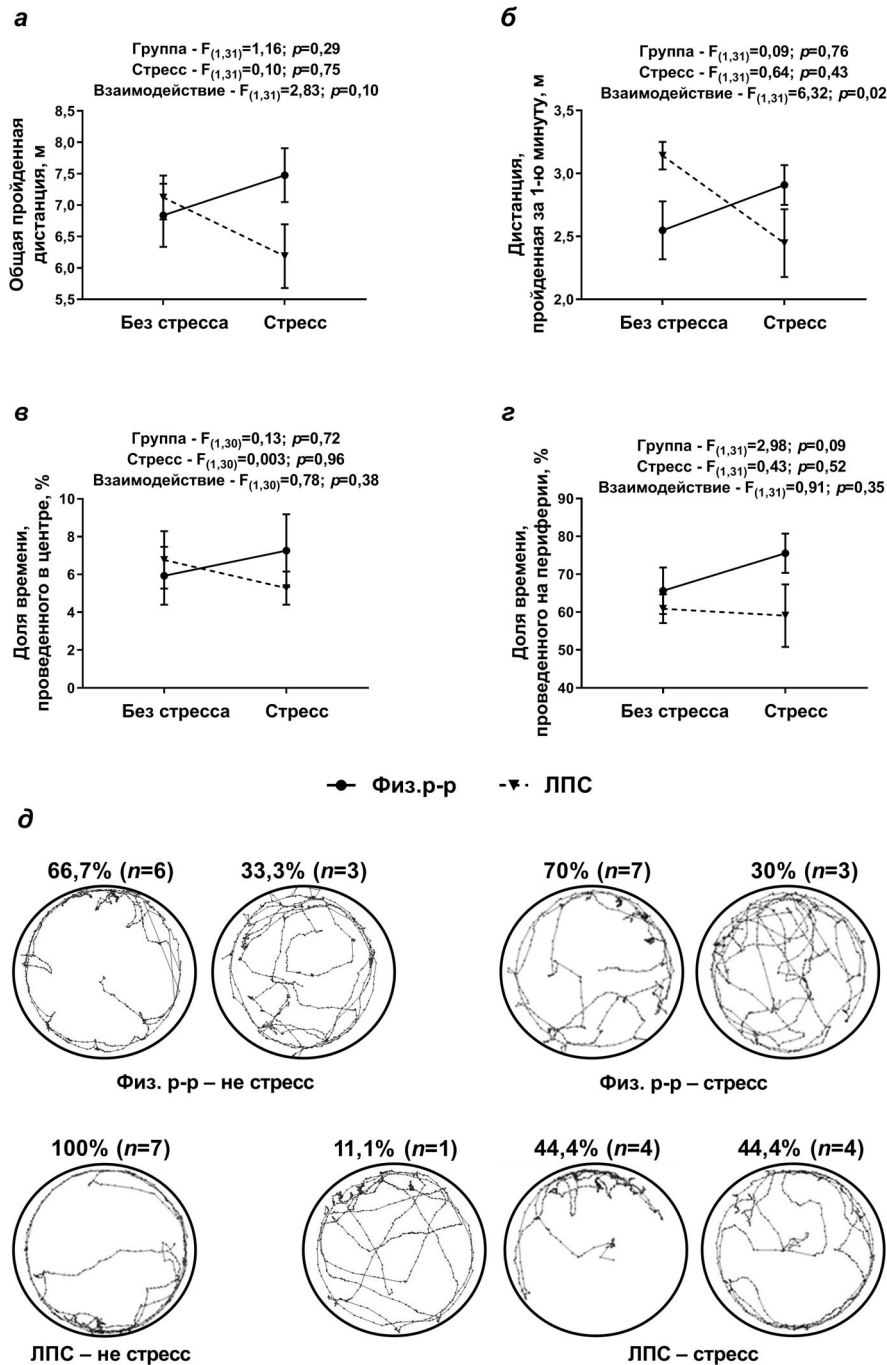 а
Группа - F(1,31)=1,16; p=0,29
Стресс - F(1,31)=0,10; p=0,75
Взаимодействие - F(1,31)=2,83; p=0,10
Общая пройденная
дистанция, м
8,5
8,0
7,5
7,0
6,5
6,0
5,5
Без стресса Стресс
б
Группа - F(1,31)=0,09; p=0,76
Стресс - F(1,31)=0,64; p=0,43
Взаимодействие - F(1,31)=6,32; p=0,02
Дистанция,
пройденная за 1-ю минуту, м
3,5
3,0
2,5
2,0
Без стресса Стресс
в
Группа - F(1,30)=0,13; p=0,72
Стресс - F(1,30)=0,003; p=0,96
Взаимодействие - F(1,30)=0,78; p=0,38
Доля времени,
проведенного в центре, %
10
8
6
4
2
0
Без стресса Стресс
г
Группа - F(1,31)=2,98; p=0,09
Стресс - F(1,31)=0,43; p=0,52
Взаимодействие - F(1,31)=0,91; p=0,35
Доля времени,
проведенного на периферии, %
90
80
70
60
50
40
Без стресса Стресс
Физ.р-р ЛПС
д
66,7% (n=6) 33,3% (n=3) 70% (n=7) 30% (n=3)
Физ. р-р – не стресс Физ. р-р – стресс
100% (n=7) 11,1% (n=1) 44,4% (n=4) 44,4% (n=4)
ЛПС – не стресс ЛПС – стресс